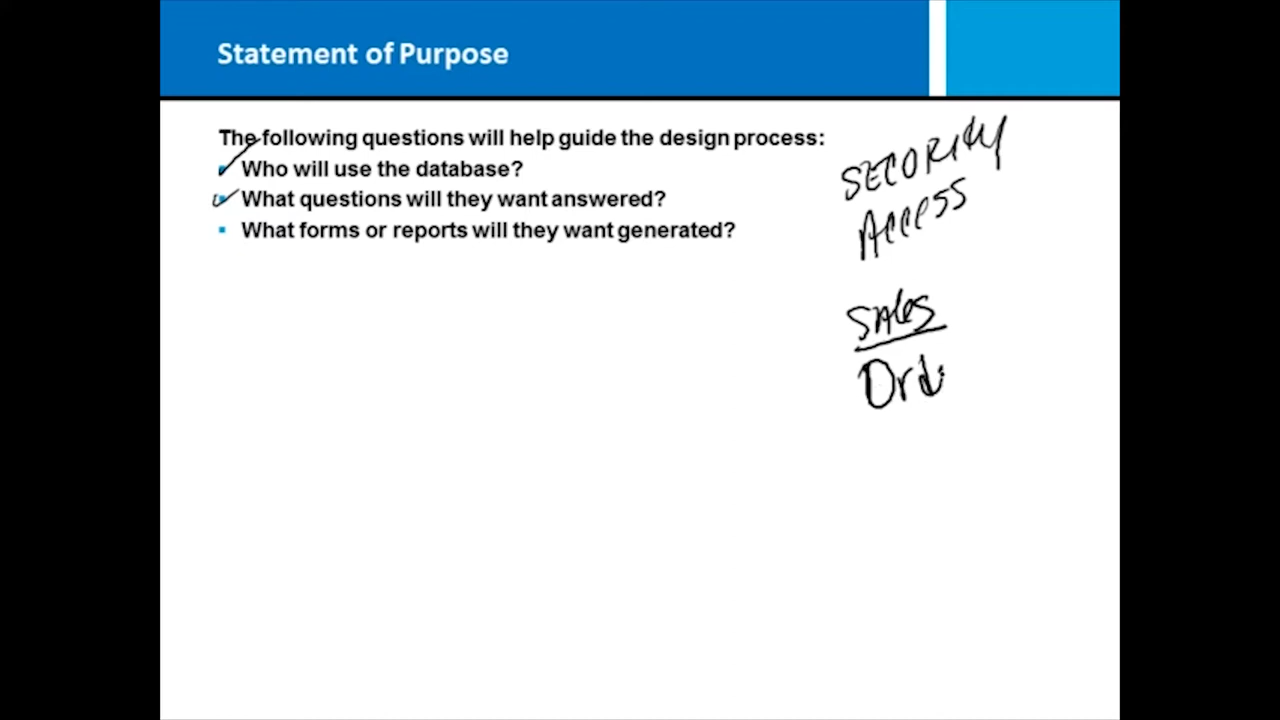 Statement of Purpose
The following questions will help guide the design process:
Who will use the database?
What questions will they want answered?
What forms or reports will they want generated?
SECURITY
Access
SAles
Ord